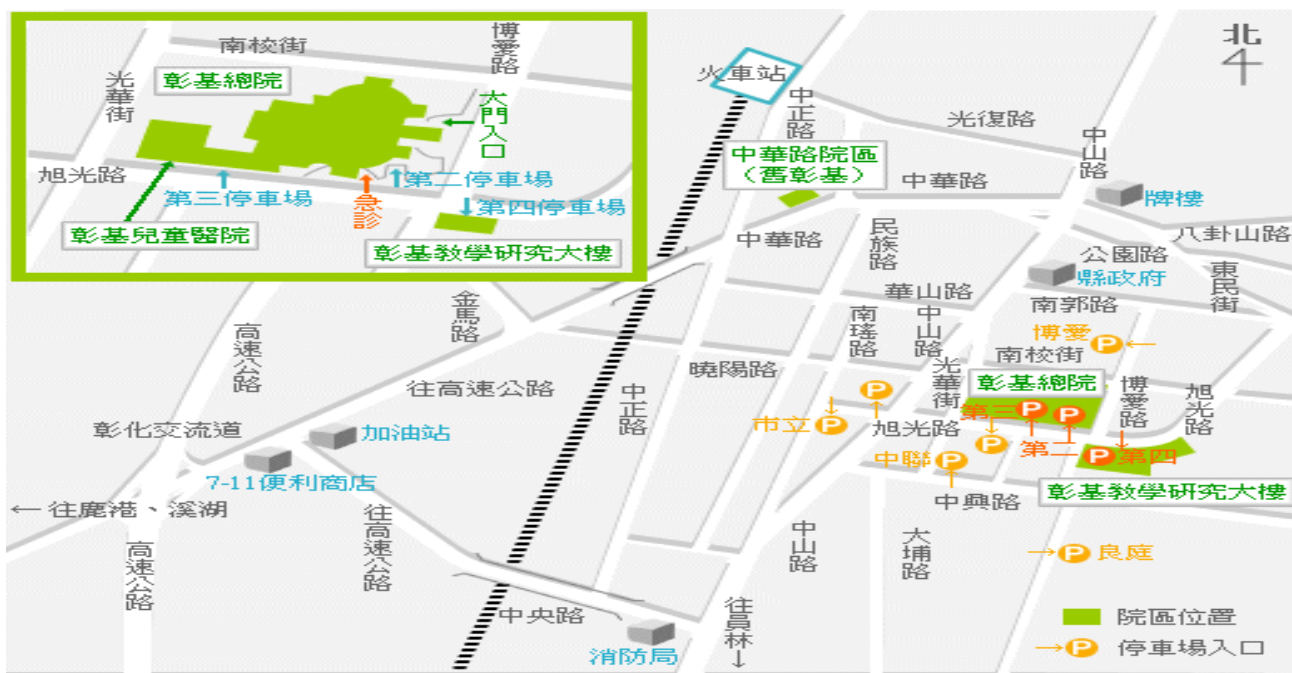 南校街
博愛路
彰基總院
光華街
大門入口
旭光路
第三停車場
急診
第二停車場
第四停車場
彰基兒童醫院
彰基教學研究大樓
北
火車站
中正路
光復路
中山路
中華路院區
(舊彰基)
中華路
牌樓
八卦山路
中華路
民族路
公園路
縣政府
東民街
華山路
南郭路
金馬路
高速公路
南瑤路
中山路
博愛 P ←
南校街
曉陽路
光華街
彰基總院
博愛路
旭光路
往高速公路
中正路
P
第三 P
P
市立 P
旭光路
P
第二
P 第四
彰化交流道
加油站
中聯 P
7-11便利商店
中興路
彰基教學研究大樓
← 往鹿港、溪湖
往高速公路
高速公路
中山路
大埔路
→ P 良庭
中央路
往員林↓
消防局
院區位置
→ P 停車場入口